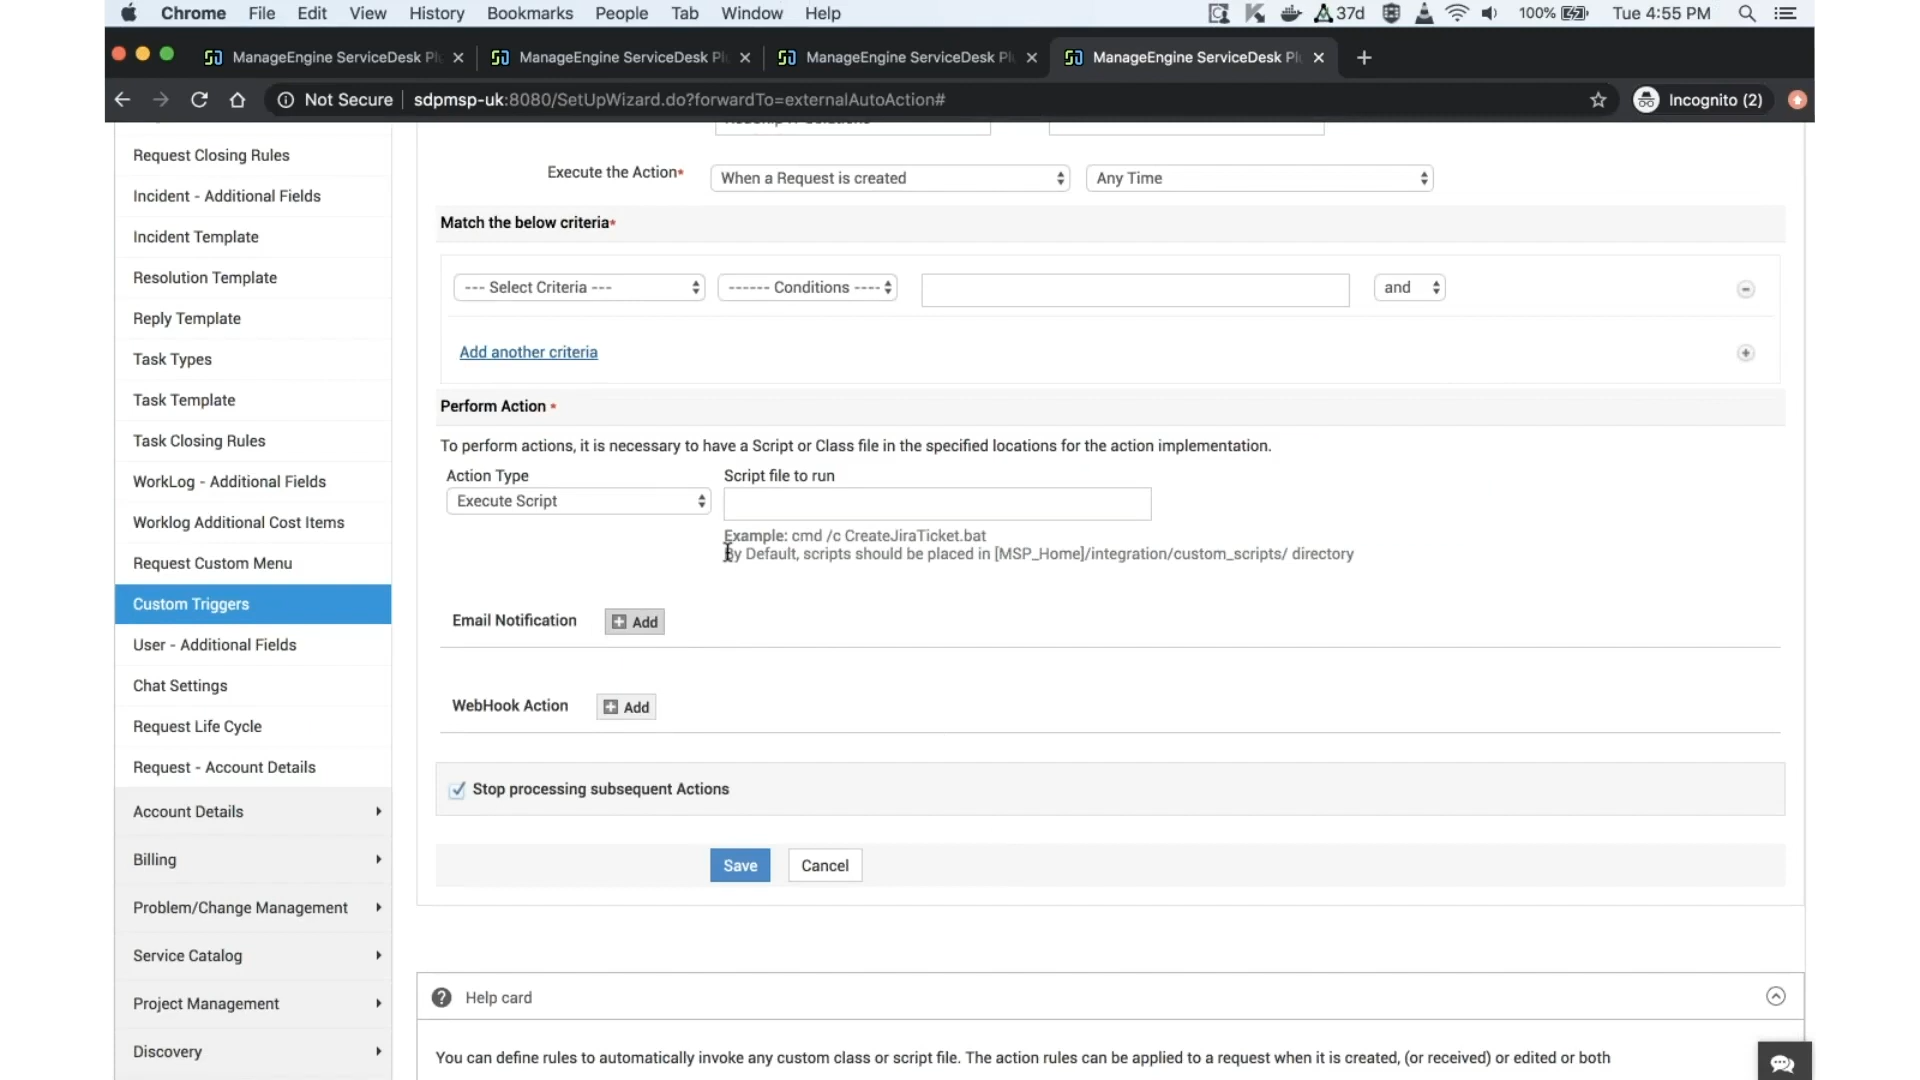 Chrome File Edit View History Bookmarks People Tab Window Help 37d 100% Tue 4:55 PM
ManageEngine ServiceDesk Pl ManageEngine ServiceDesk Pl ManageEngine ServiceDesk Pl ManageEngine ServiceDesk Pl
Not Secure sdpmsp-uk:8080/SetUpWizard.do?forwardTo=externalAutoAction# Incognito (2)
Request Closing Rules
Incident - Additional Fields
Incident Template
Resolution Template
Reply Template
Task Types
Task Template
Task Closing Rules
WorkLog - Additional Fields
Worklog Additional Cost Items
Request Custom Menu
Custom Triggers
User - Additional Fields
Chat Settings
Request Life Cycle
Request - Account Details
Account Details
Billing
Problem/Change Management
Service Catalog
Project Management
Discovery
Execute the Action* When a Request is created Any Time
Match the below criteria*
--- Select Criteria --- ------ Conditions ---- and
Add another criteria
Perform Action *
To perform actions, it is necessary to have a Script or Class file in the specified locations for the action implementation.
Action Type Script file to run
Execute Script
Example: cmd /c CreateJiraTicket.bat
By Default, scripts should be placed in [MSP_Home]/integration/custom_scripts/ directory
Email Notification Add
WebHook Action Add
Stop processing subsequent Actions
Save Cancel
Help card
You can define rules to automatically invoke any custom class or script file. The action rules can be applied to a request when it is created, (or received) or edited or both